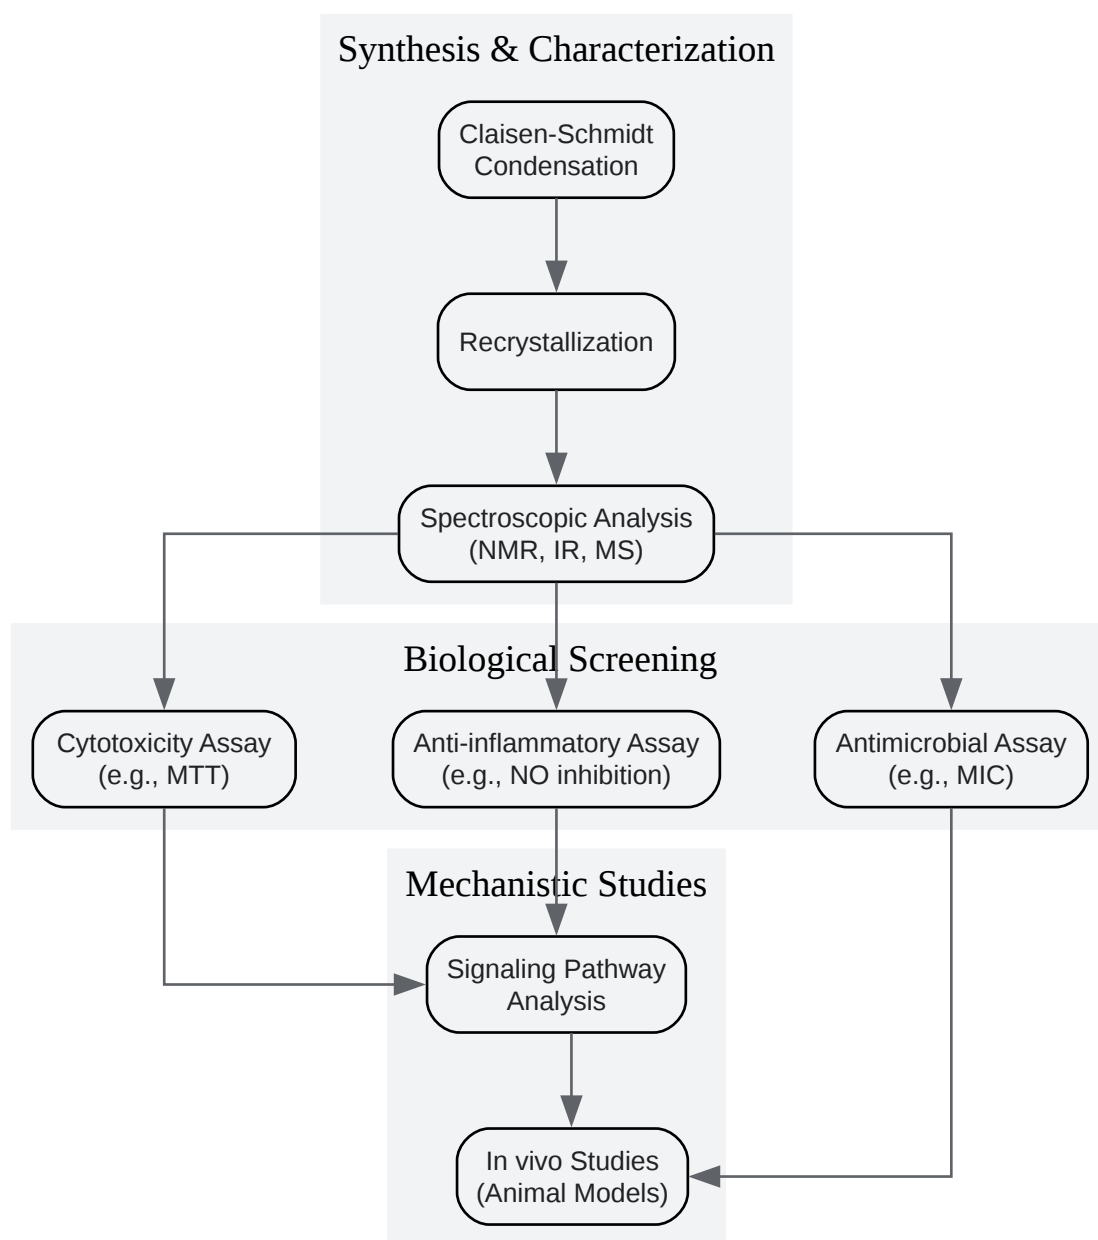 Synthesis & Characterization
Claisen-Schmidt
Condensation
Recrystallization
Spectroscopic Analysis
(NMR, IR, MS)
Biological Screening
Cytotoxicity Assay
(e.g., MTT)
Anti-inflammatory Assay
(e.g., NO inhibition)
Antimicrobial Assay
(e.g., MIC)
Mechanistic Studies
Signaling Pathway
Analysis
In vivo Studies
(Animal Models)